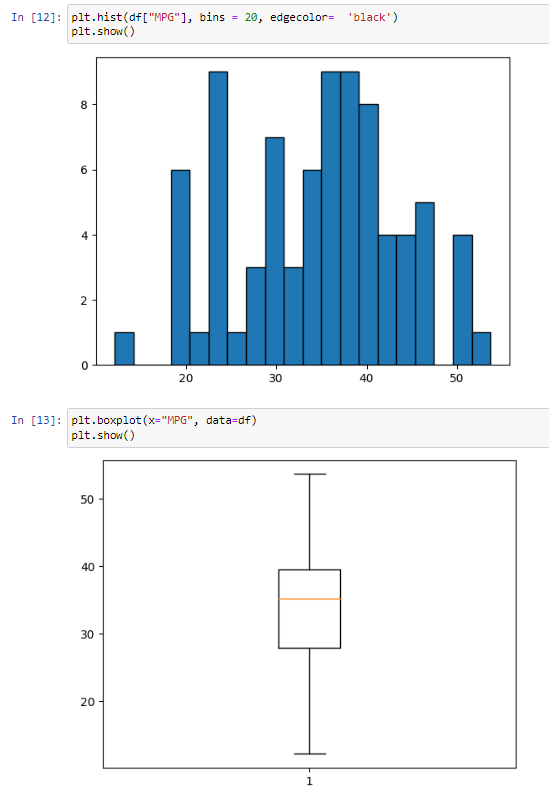 In [12]: plt.hist(df["MPG"], bins = 20, edgecolor=  'black')
plt.show()
8
6
4
2
0
20 30 40 50
In [13]: plt.boxplot(x="MPG", data=df)
plt.show()
50
40
30
20
1